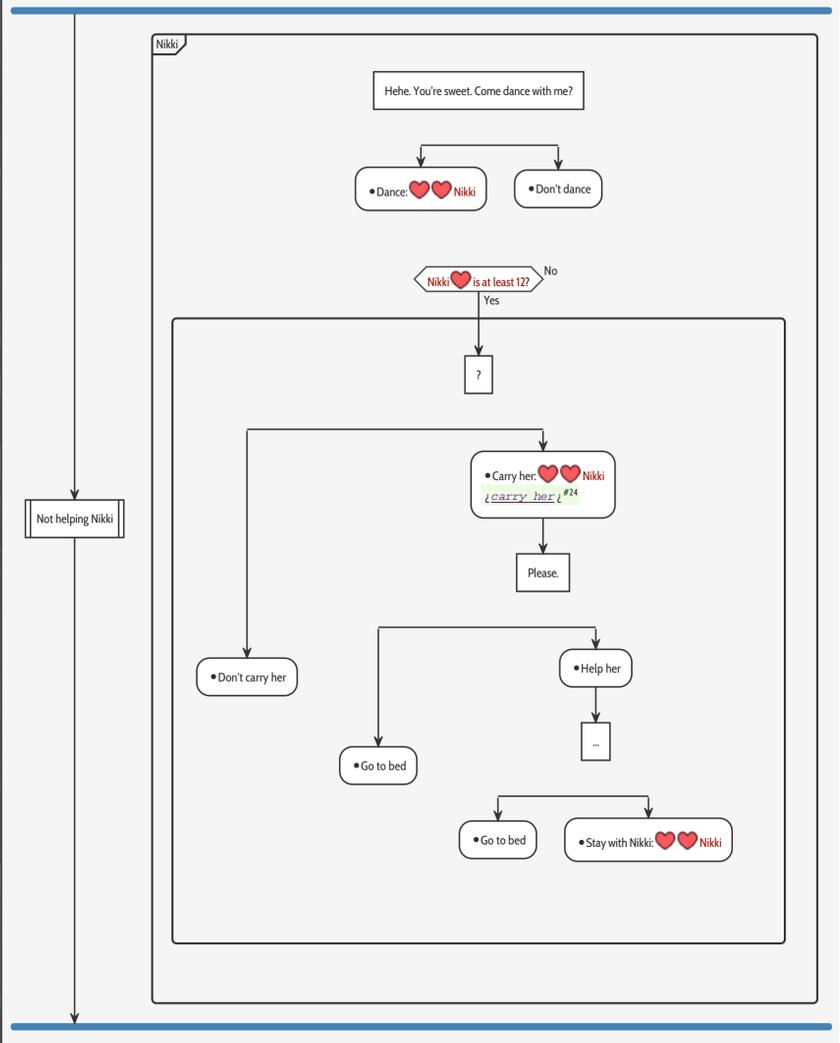 Nikki
Hehe. You're sweet. Come dance with me?
•Dance:❤️❤️Nikki
•Don't dance
Nikki❤️is at least 12?
No
Yes
?
•Carry her:❤️❤️Nikki
¿carry her¿#24
Not helping Nikki
Please.
•Don't carry her
•Help her
...
•Go to bed
•Go to bed
•Stay with Nikki:❤️❤️Nikki